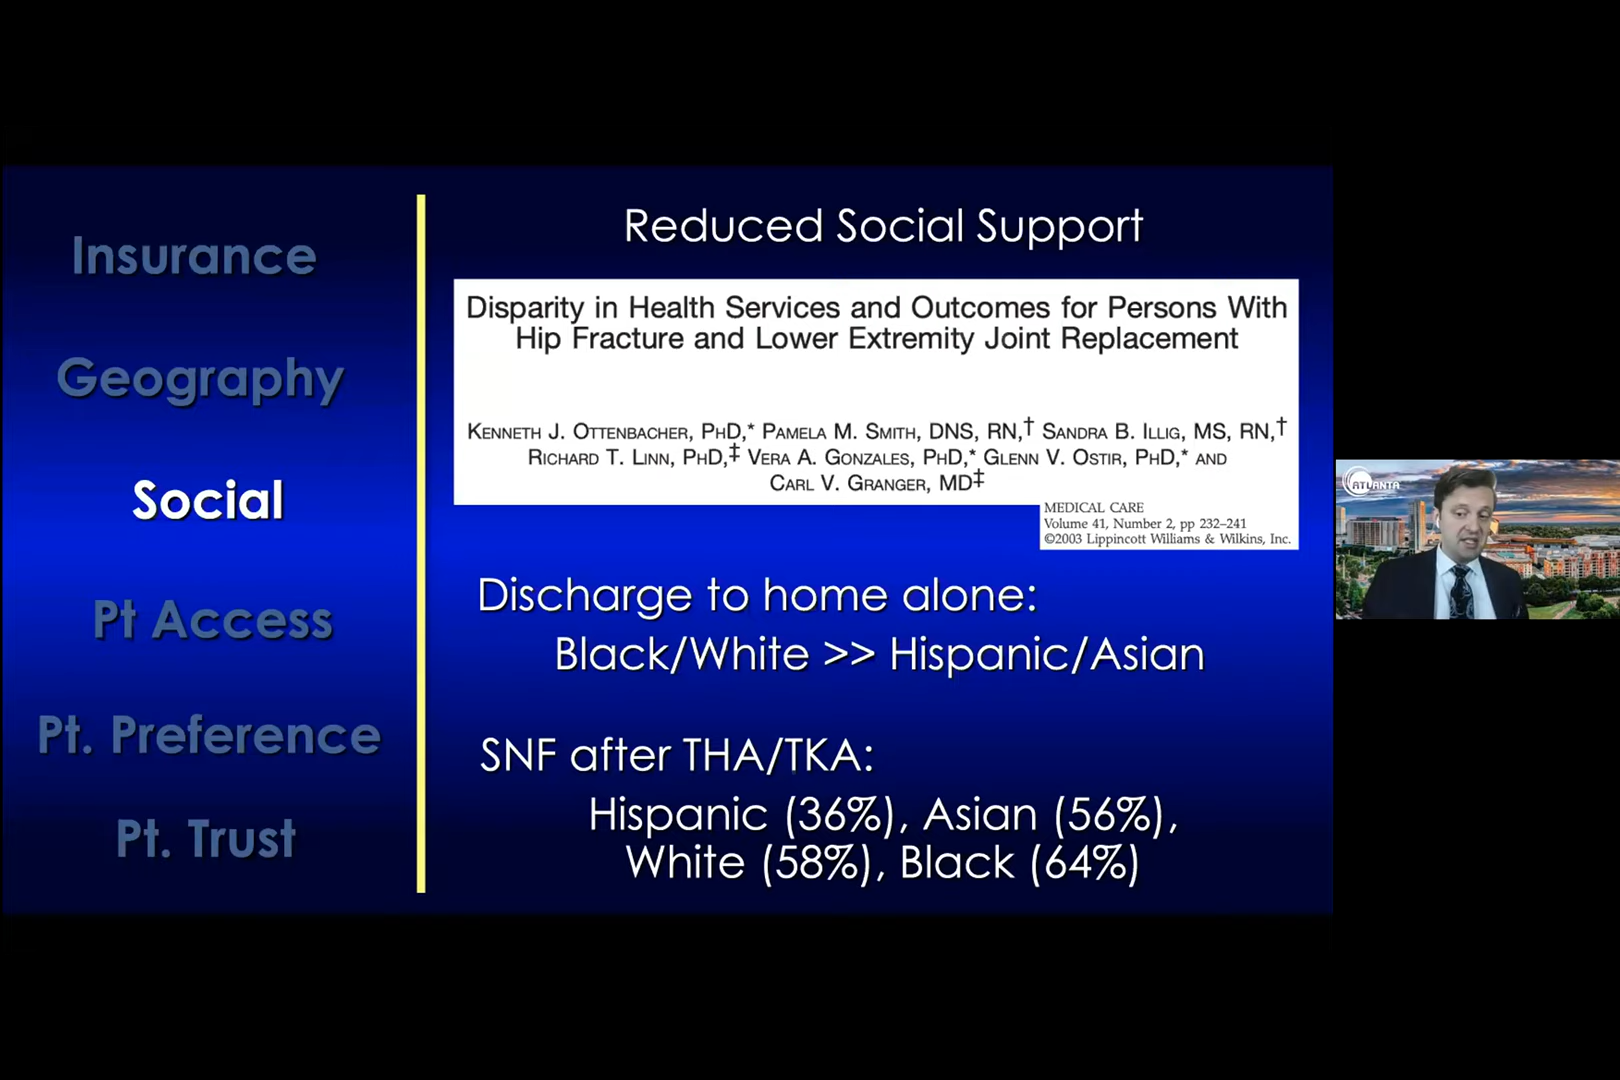 Insurance
Geography
Social
Pt Access
Pt. Preference
Pt. Trust
Reduced Social Support
Disparity in Health Services and Outcomes for Persons With
Hip Fracture and Lower Extremity Joint Replacement
KENNETH J. OTTENBACHER, PHD,* PAMELA M. SMITH, DNS, RN,† SANDRA B. ILLIG, MS, RN,†
RICHARD T. LINN, PHD,‡ VERA A. GONZALES, PHD,* GLENN V. OSTIR, PHD,* AND
CARL V. GRANGER, MD‡
MEDICAL CARE
Volume 41, Number 2, pp 232–241
©2003 Lippincott Williams & Wilkins, Inc.
Discharge to home alone:
Black/White >> Hispanic/Asian
SNF after THA/TKA:
Hispanic (36%), Asian (56%),
White (58%), Black (64%)
ATLANTA